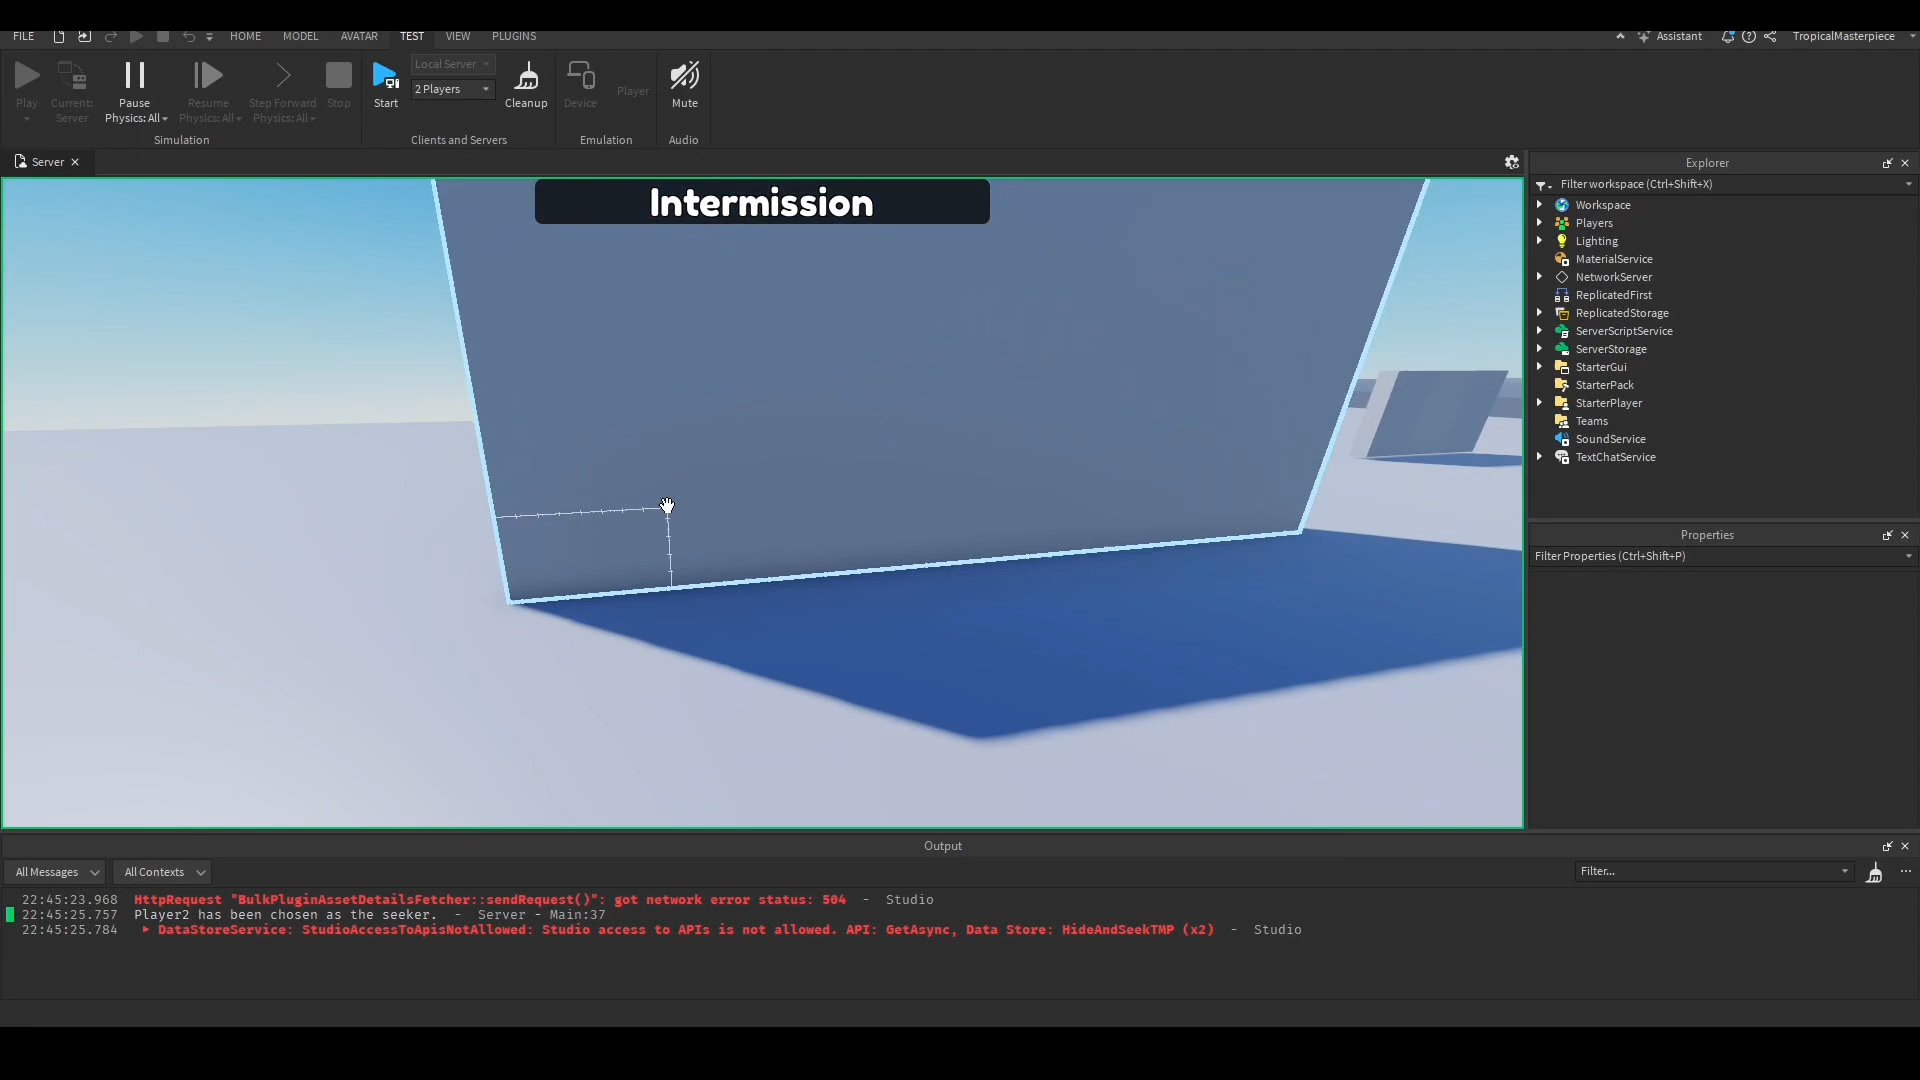 FILE HOME MODEL AVATAR TEST VIEW PLUGINS Assistant TropicalMasterpiece
Play
Current:
Server
Pause
Physics: All
Resume
Physics: All
Step Forward
Physics: All
Stop
Simulation
Start
Local Server
2 Players
Cleanup
Clients and Servers
Device
Player
Emulation
Mute
Audio
Server
Intermission
Explorer
Filter workspace (Ctrl+Shift+X)
Workspace
Players
Lighting
MaterialService
NetworkServer
ReplicatedFirst
ReplicatedStorage
ServerScriptService
ServerStorage
StarterGui
StarterPack
StarterPlayer
Teams
SoundService
TextChatService
Properties
Filter Properties (Ctrl+Shift+P)
Output
All Messages All Contexts Filter...
22:45:23.968 HttpRequest "BulkPluginAssetDetailsFetcher::sendRequest()": got network error status: 504 - Studio
22:45:25.757 Player2 has been chosen as the seeker. - Server - Main:37
22:45:25.784 DataStoreService: StudioAccessToApisNotAllowed: Studio access to APIs is not allowed. API: GetAsync, Data Store: HideAndSeekTMP (x2) - Studio